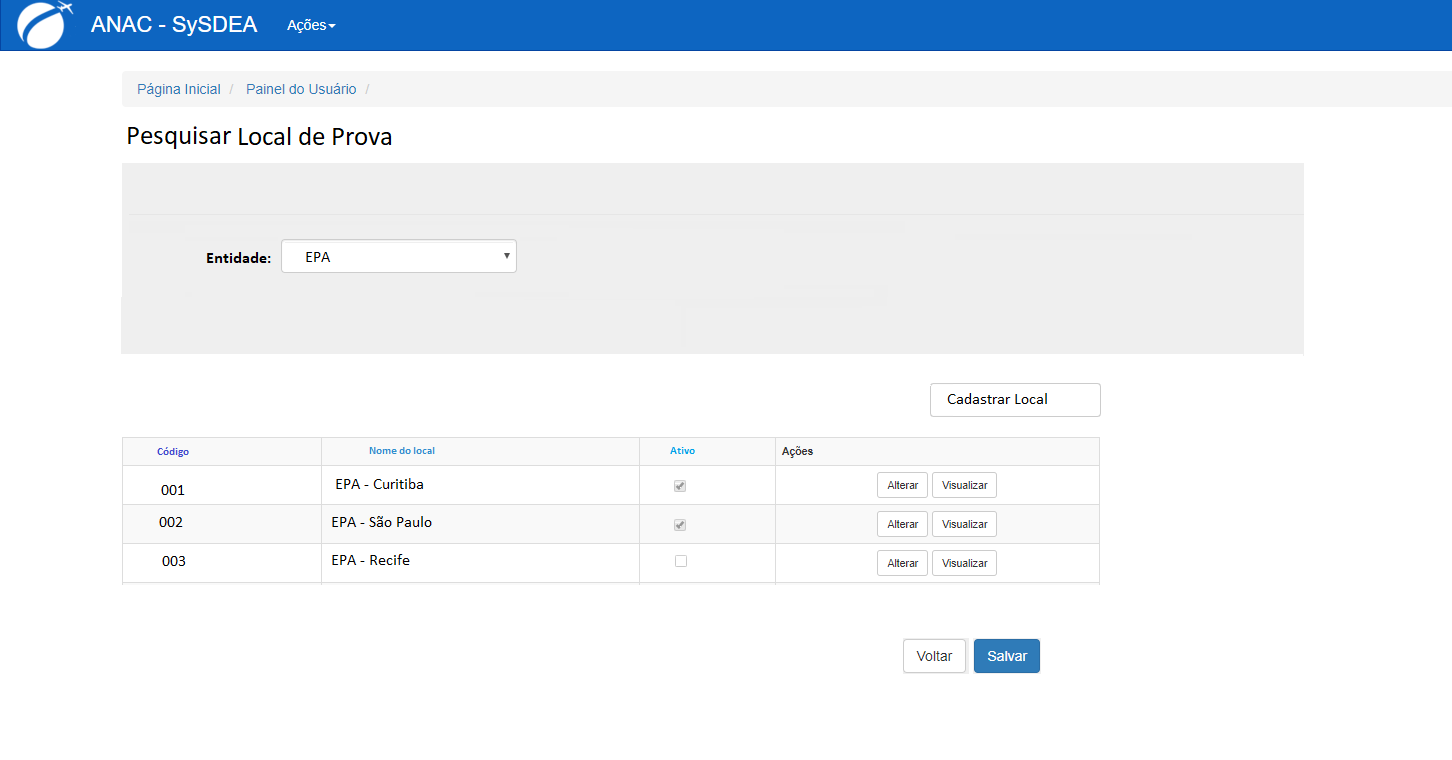 ANAC - SySDEA Ações
Página Inicial / Painel do Usuário /
Pesquisar Local de Prova
Entidade: EPA
Cadastrar Local
Código Nome do local Ativo Ações
001 EPA - Curitiba Alterar Visualizar
002 EPA - São Paulo Alterar Visualizar
003 EPA - Recife Alterar Visualizar
Voltar Salvar